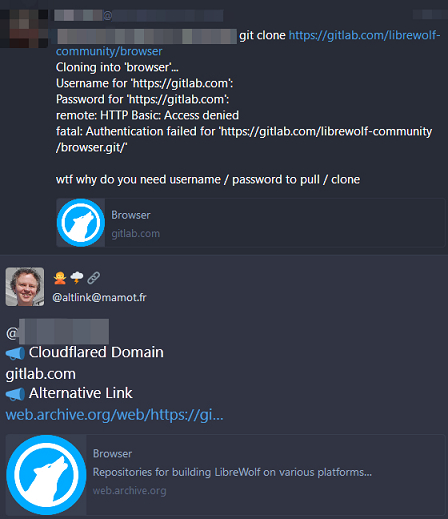 @
git clone https://gitlab.com/librewolf-
community/browser
Cloning into 'browser'...
Username for 'https://gitlab.com':
Password for 'https://gitlab.com':
remote: HTTP Basic: Access denied
fatal: Authentication failed for 'https://gitlab.com/librewolf-community
/browser.git/'
wtf why do you need username / password to pull / clone
Browser
gitlab.com
🙅🌩🔗
@altlink@mamot.fr
@
📢 Cloudflared Domain
gitlab.com
📢 Alternative Link
web.archive.org/web/https://gi...
Browser
Repositories for building LibreWolf on various platforms...
web.archive.org